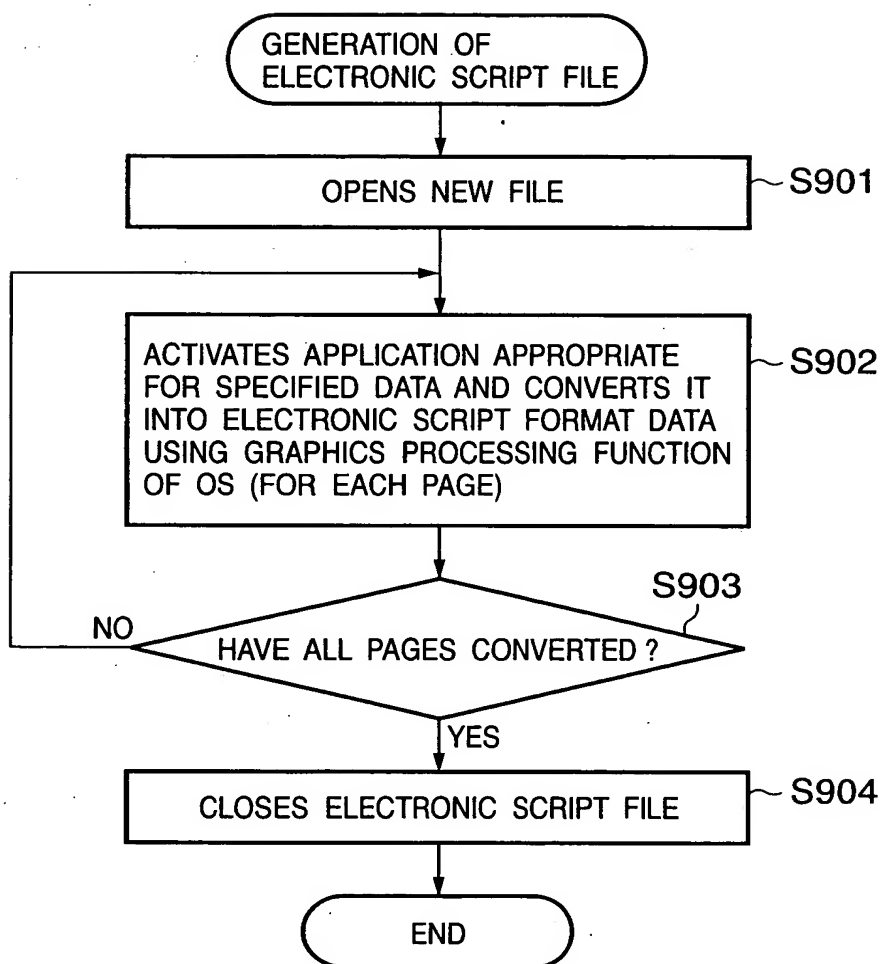 GENERATION OF
ELECTRONIC SCRIPT FILE
OPENS NEW FILE
S901
ACTIVATES APPLICATION APPROPRIATE
FOR SPECIFIED DATA AND CONVERTS IT
INTO ELECTRONIC SCRIPT FORMAT DATA
USING GRAPHICS PROCESSING FUNCTION
OF OS (FOR EACH PAGE)
S902
S903
NO
HAVE ALL PAGES CONVERTED ?
YES
CLOSES ELECTRONIC SCRIPT FILE
S904
END